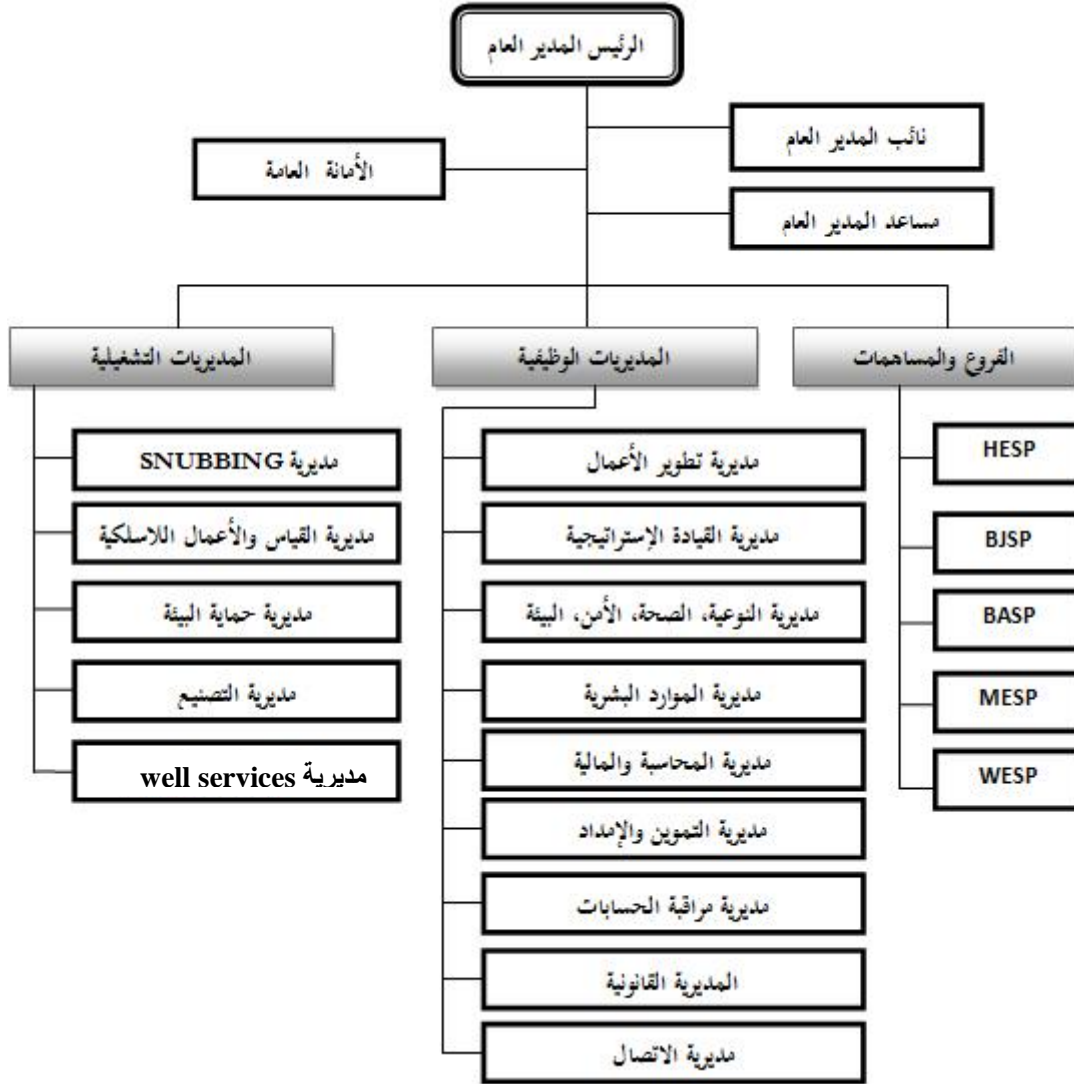 الرئيس المدير العام
نائب المدير العام
الأمانة العامة
مساعد المدير العام
الفروع والمساهمات
HESP
BJSP
BASP
MESP
WESP
المديريات الوظيفية
مديرية تطوير الأعمال
مديرية القيادة الإستراتيجية
مديرية النوعية، الصحة، الأمن، البيئة
مديرية الموارد البشرية
مديرية المحاسبة والمالية
مديرية التموين والإمداد
مديرية مراقبة الحسابات
المديرية القانونية
مديرية الاتصال
المديريات التشغيلية
مديرية SNUBBING
مديرية القياس والأعمال اللاسلكية
مديرية حماية البيئة
مديرية التصنيع
مديرية well services